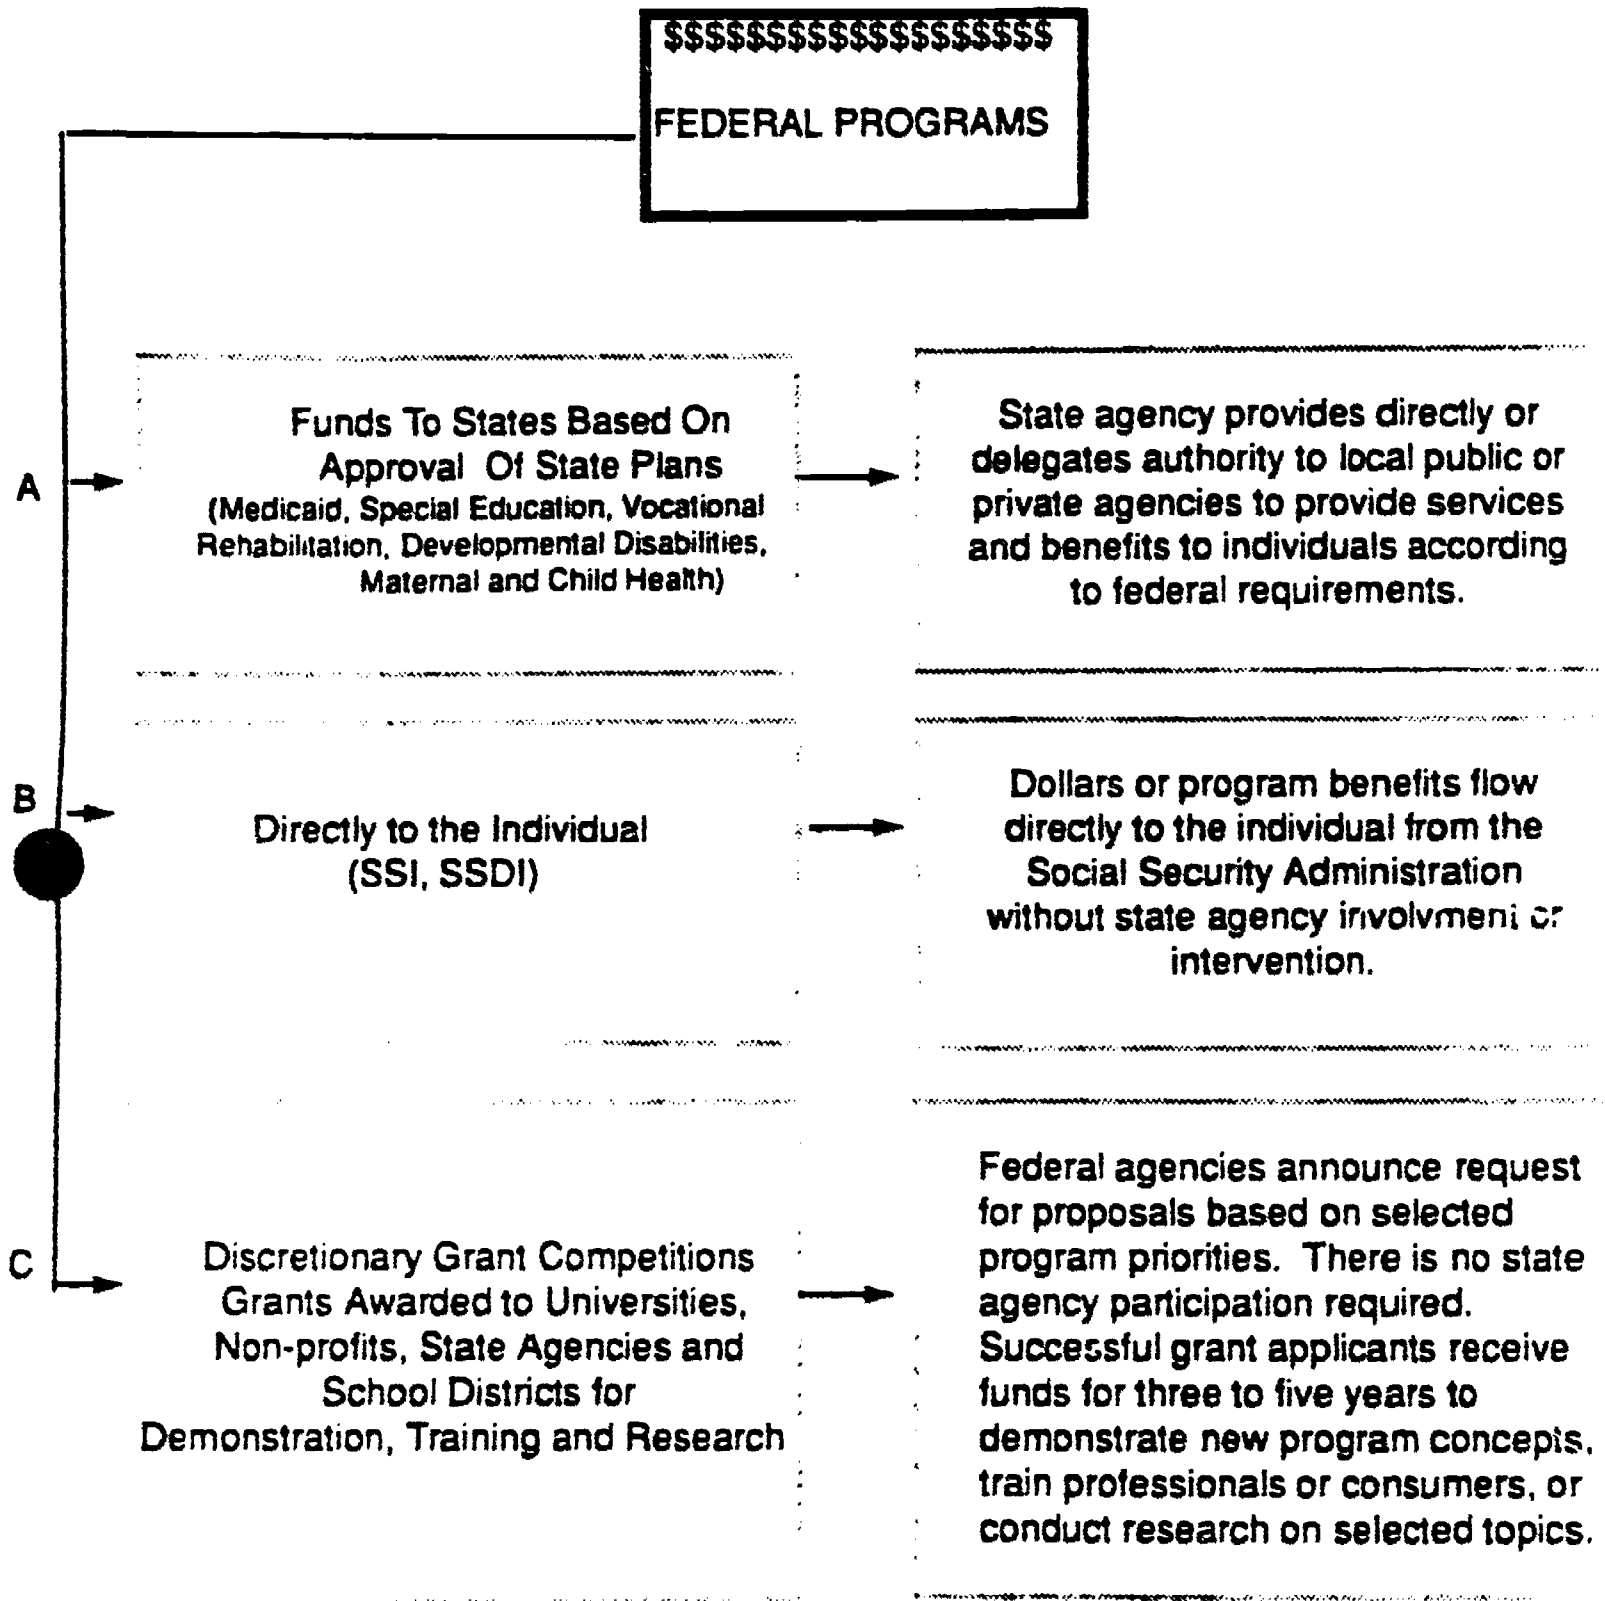 $$$$$$$$$$$$$$$$$$$
FEDERAL PROGRAMS
A
Funds To States Based On
Approval Of State Plans
(Medicaid, Special Education, Vocational
Rehabilitation, Developmental Disabilities,
Maternal and Child Health)
State agency provides directly or
delegates authority to local public or
private agencies to provide services
and benefits to individuals according
to federal requirements.
B
Directly to the Individual
(SSI, SSDI)
Dollars or program benefits flow
directly to the individual from the
Social Security Administration
without state agency involvment or
intervention.
C
Discretionary Grant Competitions
Grants Awarded to Universities,
Non-profits, State Agencies and
School Districts for
Demonstration, Training and Research
Federal agencies announce request
for proposals based on selected
program priorities. There is no state
agency participation required.
Successful grant applicants receive
funds for three to five years to
demonstrate new program concepts,
train professionals or consumers, or
conduct research on selected topics.